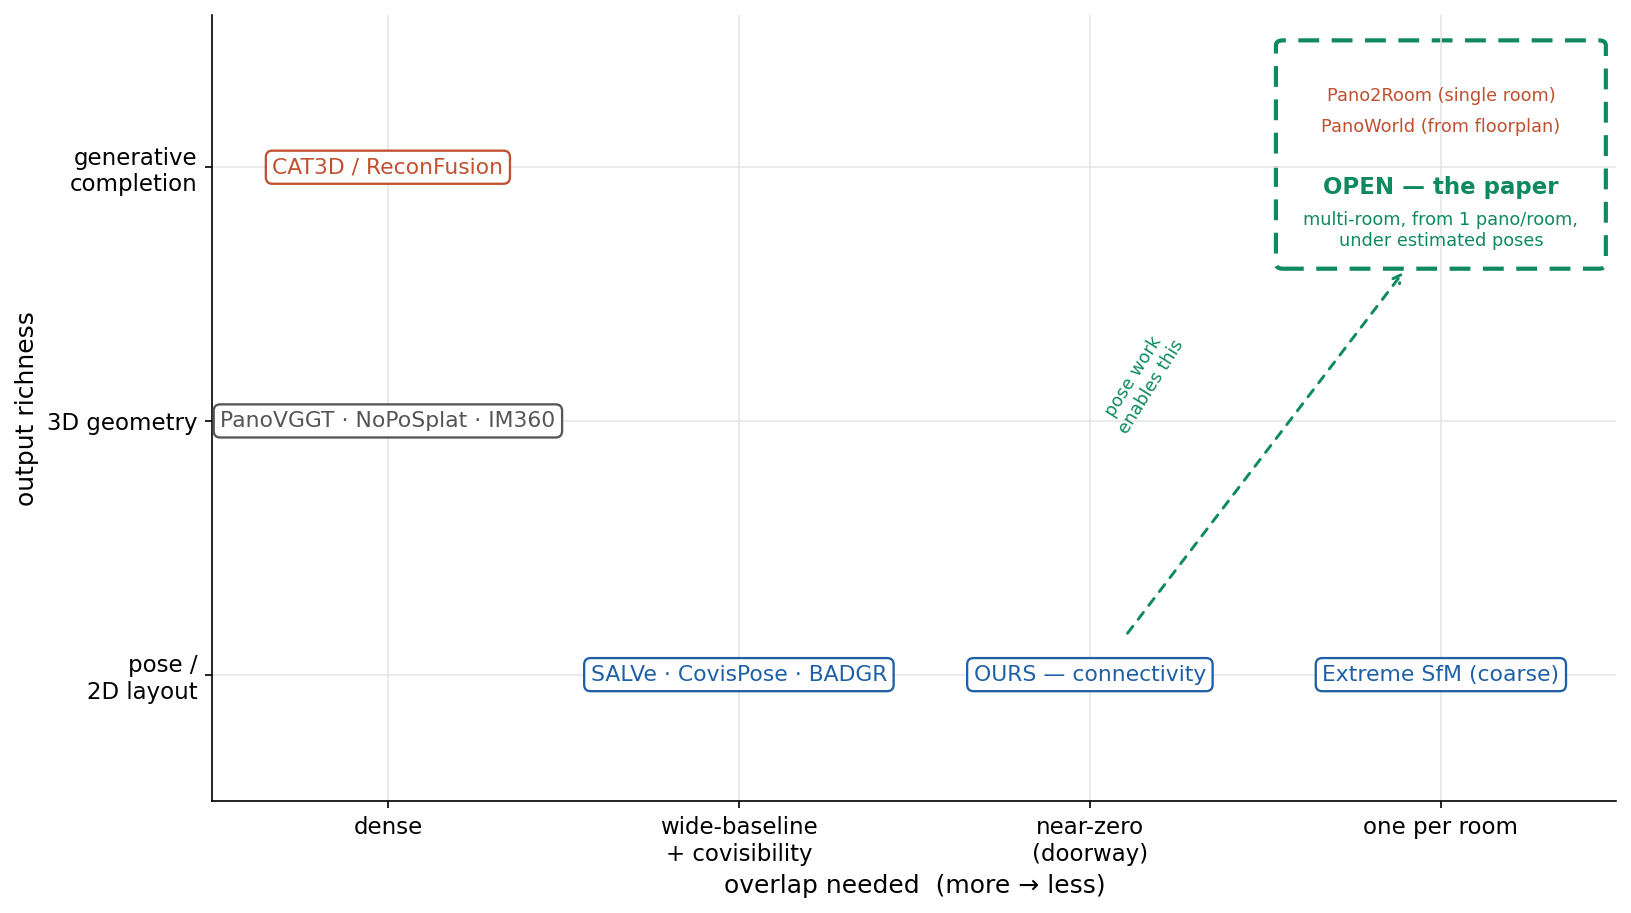 Pano2Room (single room)
PanoWorld (from floorplan)
generative
completion
CAT3D / ReconFusion
OPEN — the paper
multi-room, from 1 pano/room,
under estimated poses
output richness
pose work
enables this
3D geometry
PanoVGGT · NoPoSplat · IM360
pose /
2D layout
SALVe · CovisPose · BADGR
OURS — connectivity
Extreme SfM (coarse)
dense
wide-baseline
+ covisibility
near-zero
(doorway)
one per room
overlap needed  (more → less)